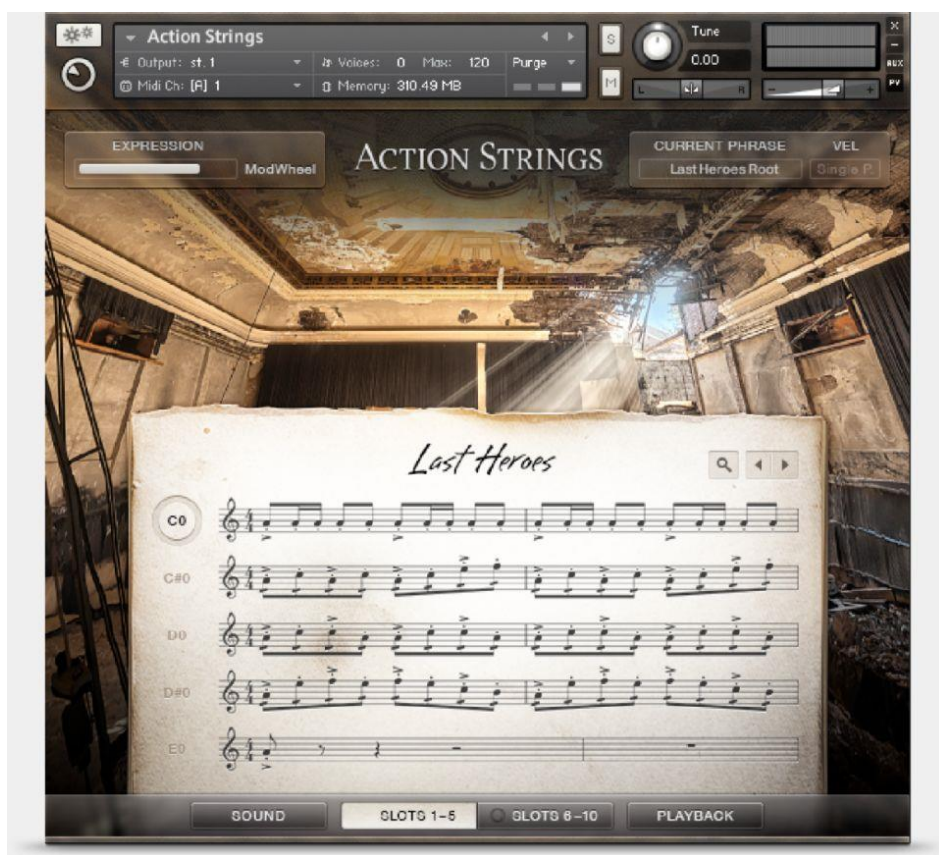 Action Strings
S
Tune
0.00
X
–
AUX
PV
Output: st. 1
Voices: 0 Max: 120 Purge
M
Midi Ch: [A] 1
Memory: 310.49 MB
L R
– +
EXPRESSION
ModWheel
ACTION STRINGS
CURRENT PHRASE VEL
Last Heroes Root Single P.
Last Heroes
C0
C#0
D0
D#0
E0
SOUND SLOTS 1–5 SLOTS 6–10 PLAYBACK